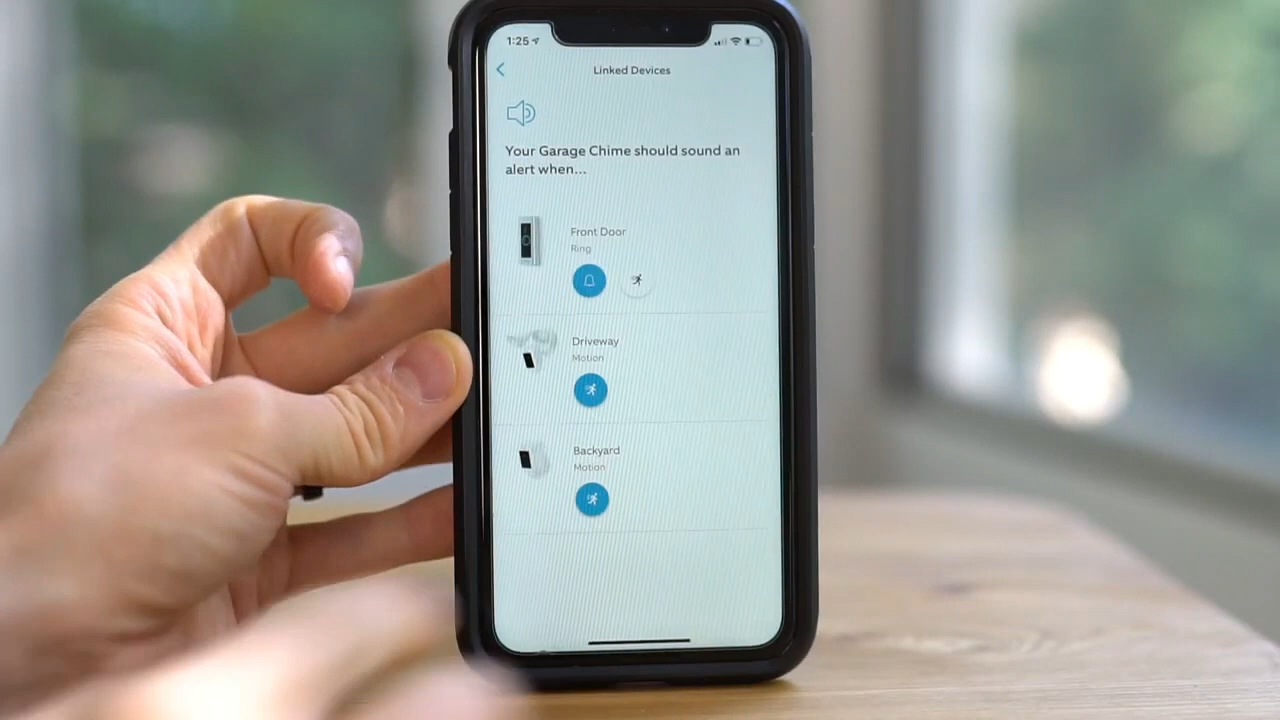 1:25
Linked Devices
Your Garage Chime should sound an
alert when...
Front Door
Ring
Driveway
Motion
Backyard
Motion